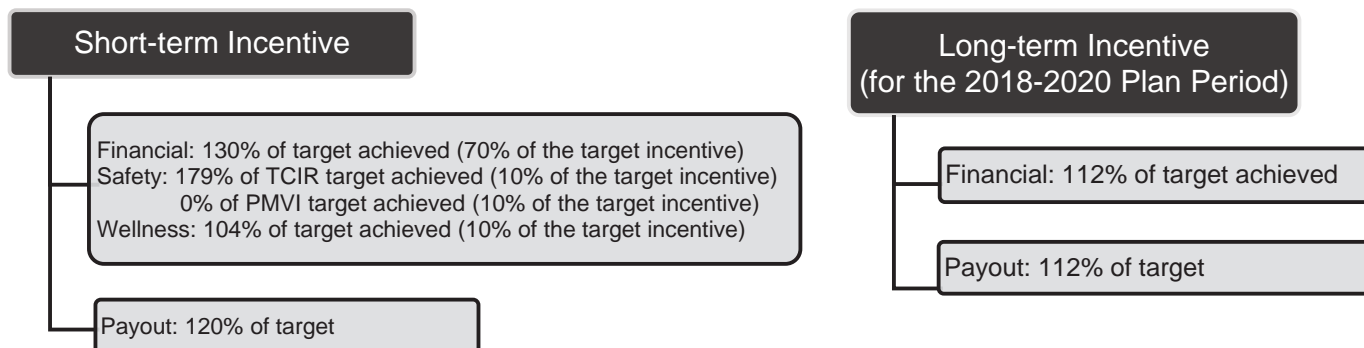 Short-term Incentive
Financial: 130% of target achieved (70% of the target incentive)
Safety: 179% of TCIR target achieved (10% of the target incentive)
0% of PMVI target achieved (10% of the target incentive)
Wellness: 104% of target achieved (10% of the target incentive)
Payout: 120% of target
Long-term Incentive
(for the 2018-2020 Plan Period)
Financial: 112% of target achieved
Payout: 112% of target